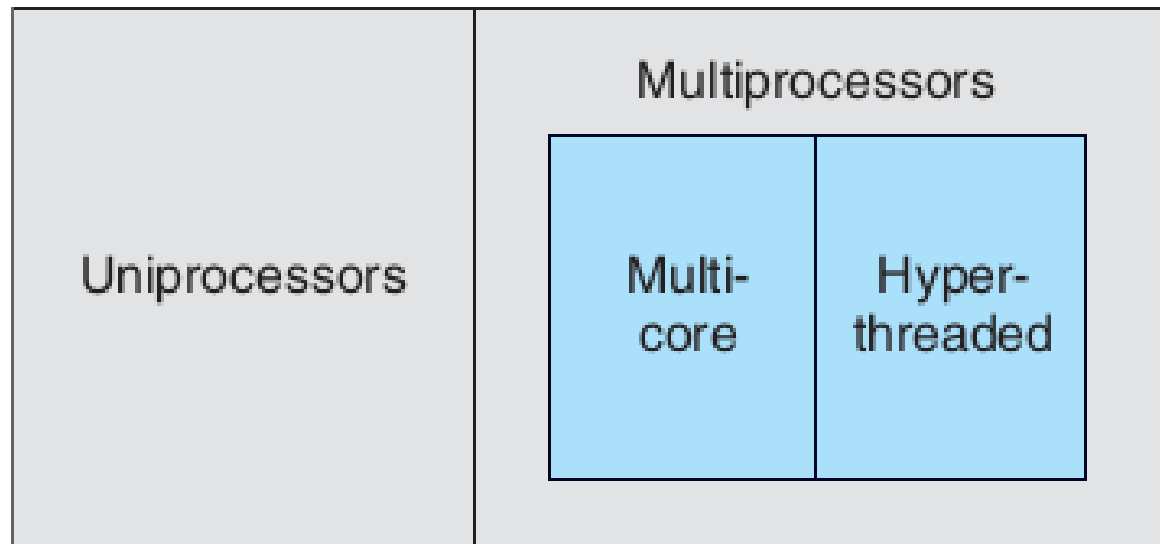 Multiprocessors
Uniprocessors
Multi-
core
Hyper-
threaded